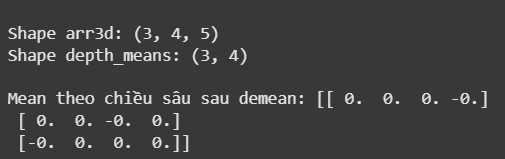 Shape arr3d: (3, 4, 5)
Shape depth_means: (3, 4)
Mean theo chiều sâu sau demean: [[ 0.  0.  0. -0.]
 [ 0.  0. -0.  0.]
 [-0.  0.  0.  0.]]